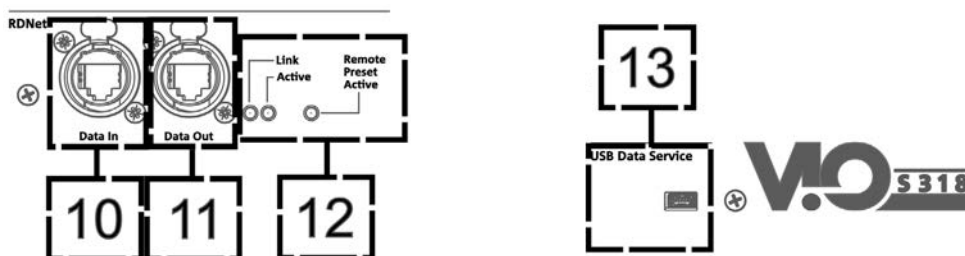 RDNet
Link
Active
Remote
Preset
Active
Data In
Data Out
10
11
12
13
USB Data Service
VIO
S318